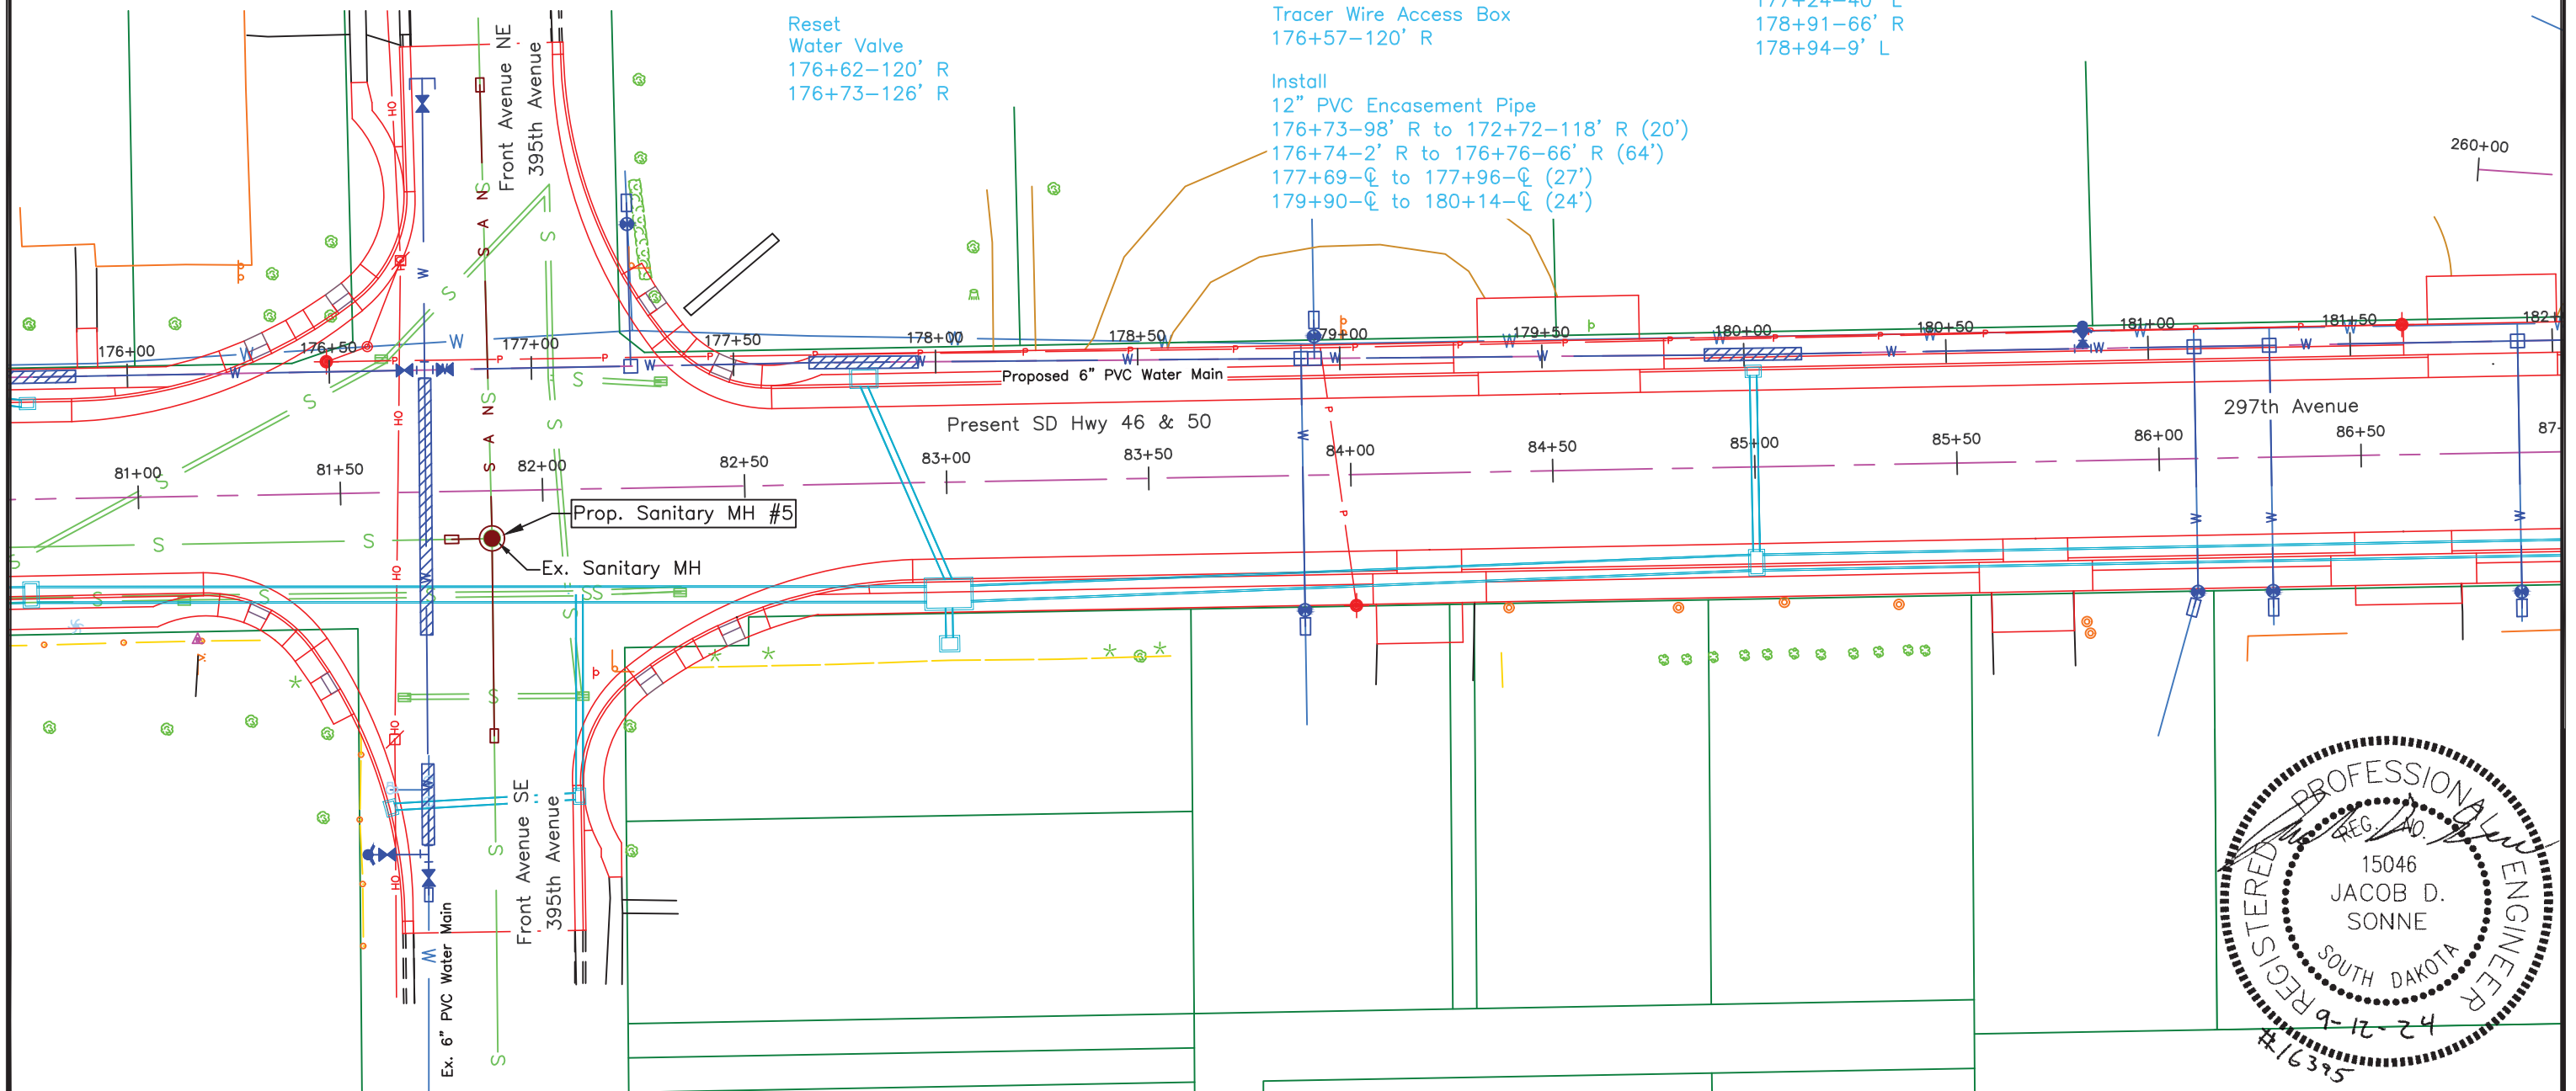 Reset
Water Valve
176+62-120' R
176+73-126' R
Tracer Wire Access Box
176+57-120' R
Install
12" PVC Encasement Pipe
176+73-98' R to 172+72-118' R (20')
176+74-2' R to 176+76-66' R (64')
177+69-℄ to 177+96-℄ (27')
179+90-℄ to 180+14-℄ (24')
177+24-40' L
178+91-66' R
178+94-9' L
260+00
Front Avenue NE
395th Avenue
176+00
176+50
177+00
177+50
178+00
178+50
179+00
179+50
180+00
180+50
181+00
181+50
Proposed 6" PVC Water Main
Present SD Hwy 46 & 50
297th Avenue
81+00
81+50
82+00
82+50
83+00
83+50
84+00
84+50
85+00
85+50
86+00
86+50
Prop. Sanitary MH #5
Ex. Sanitary MH
SAN
SAN
S
W
P
OH
Front Avenue SE
395th Avenue
Ex. 6" PVC Water Main
REGISTERED PROFESSIONAL ENGINEER
REG. NO.
15046
JACOB D.
SONNE
SOUTH DAKOTA
9-12-24
#16395